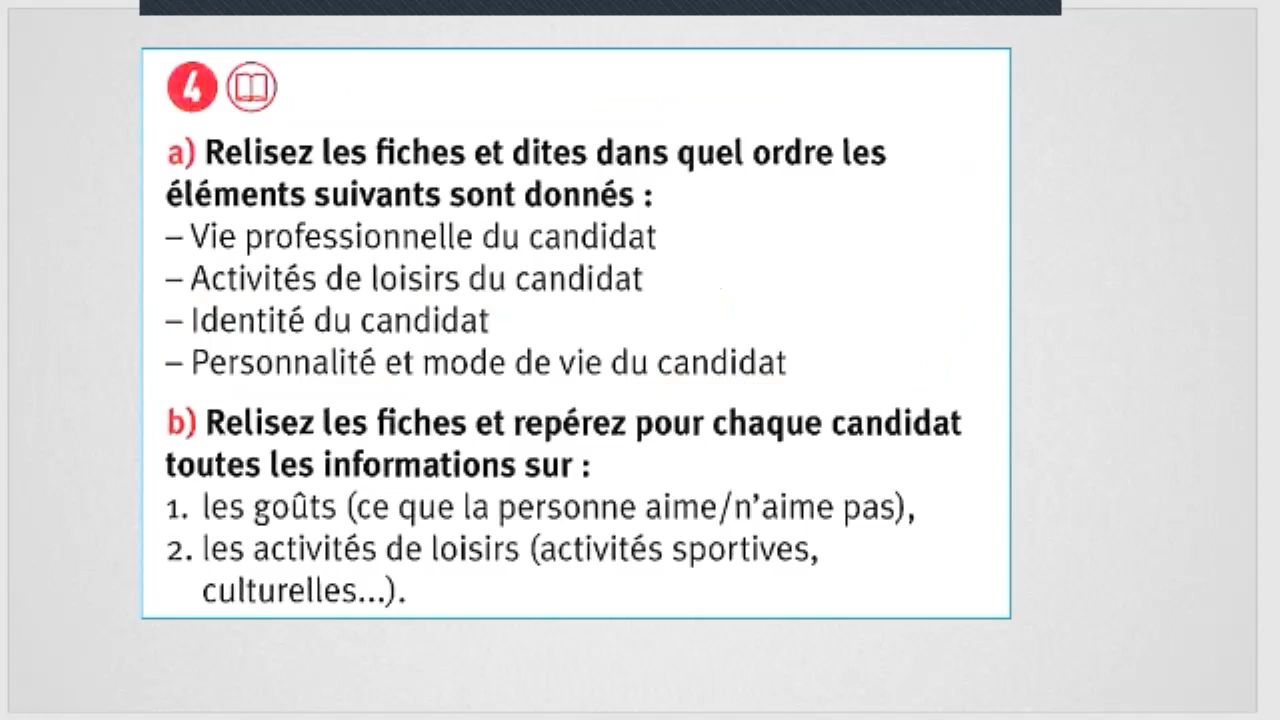 4
a) Relisez les fiches et dites dans quel ordre les
éléments suivants sont donnés :
– Vie professionnelle du candidat
– Activités de loisirs du candidat
– Identité du candidat
– Personnalité et mode de vie du candidat
b) Relisez les fiches et repérez pour chaque candidat
toutes les informations sur :
1. les goûts (ce que la personne aime/n’aime pas),
2. les activités de loisirs (activités sportives,
culturelles...).